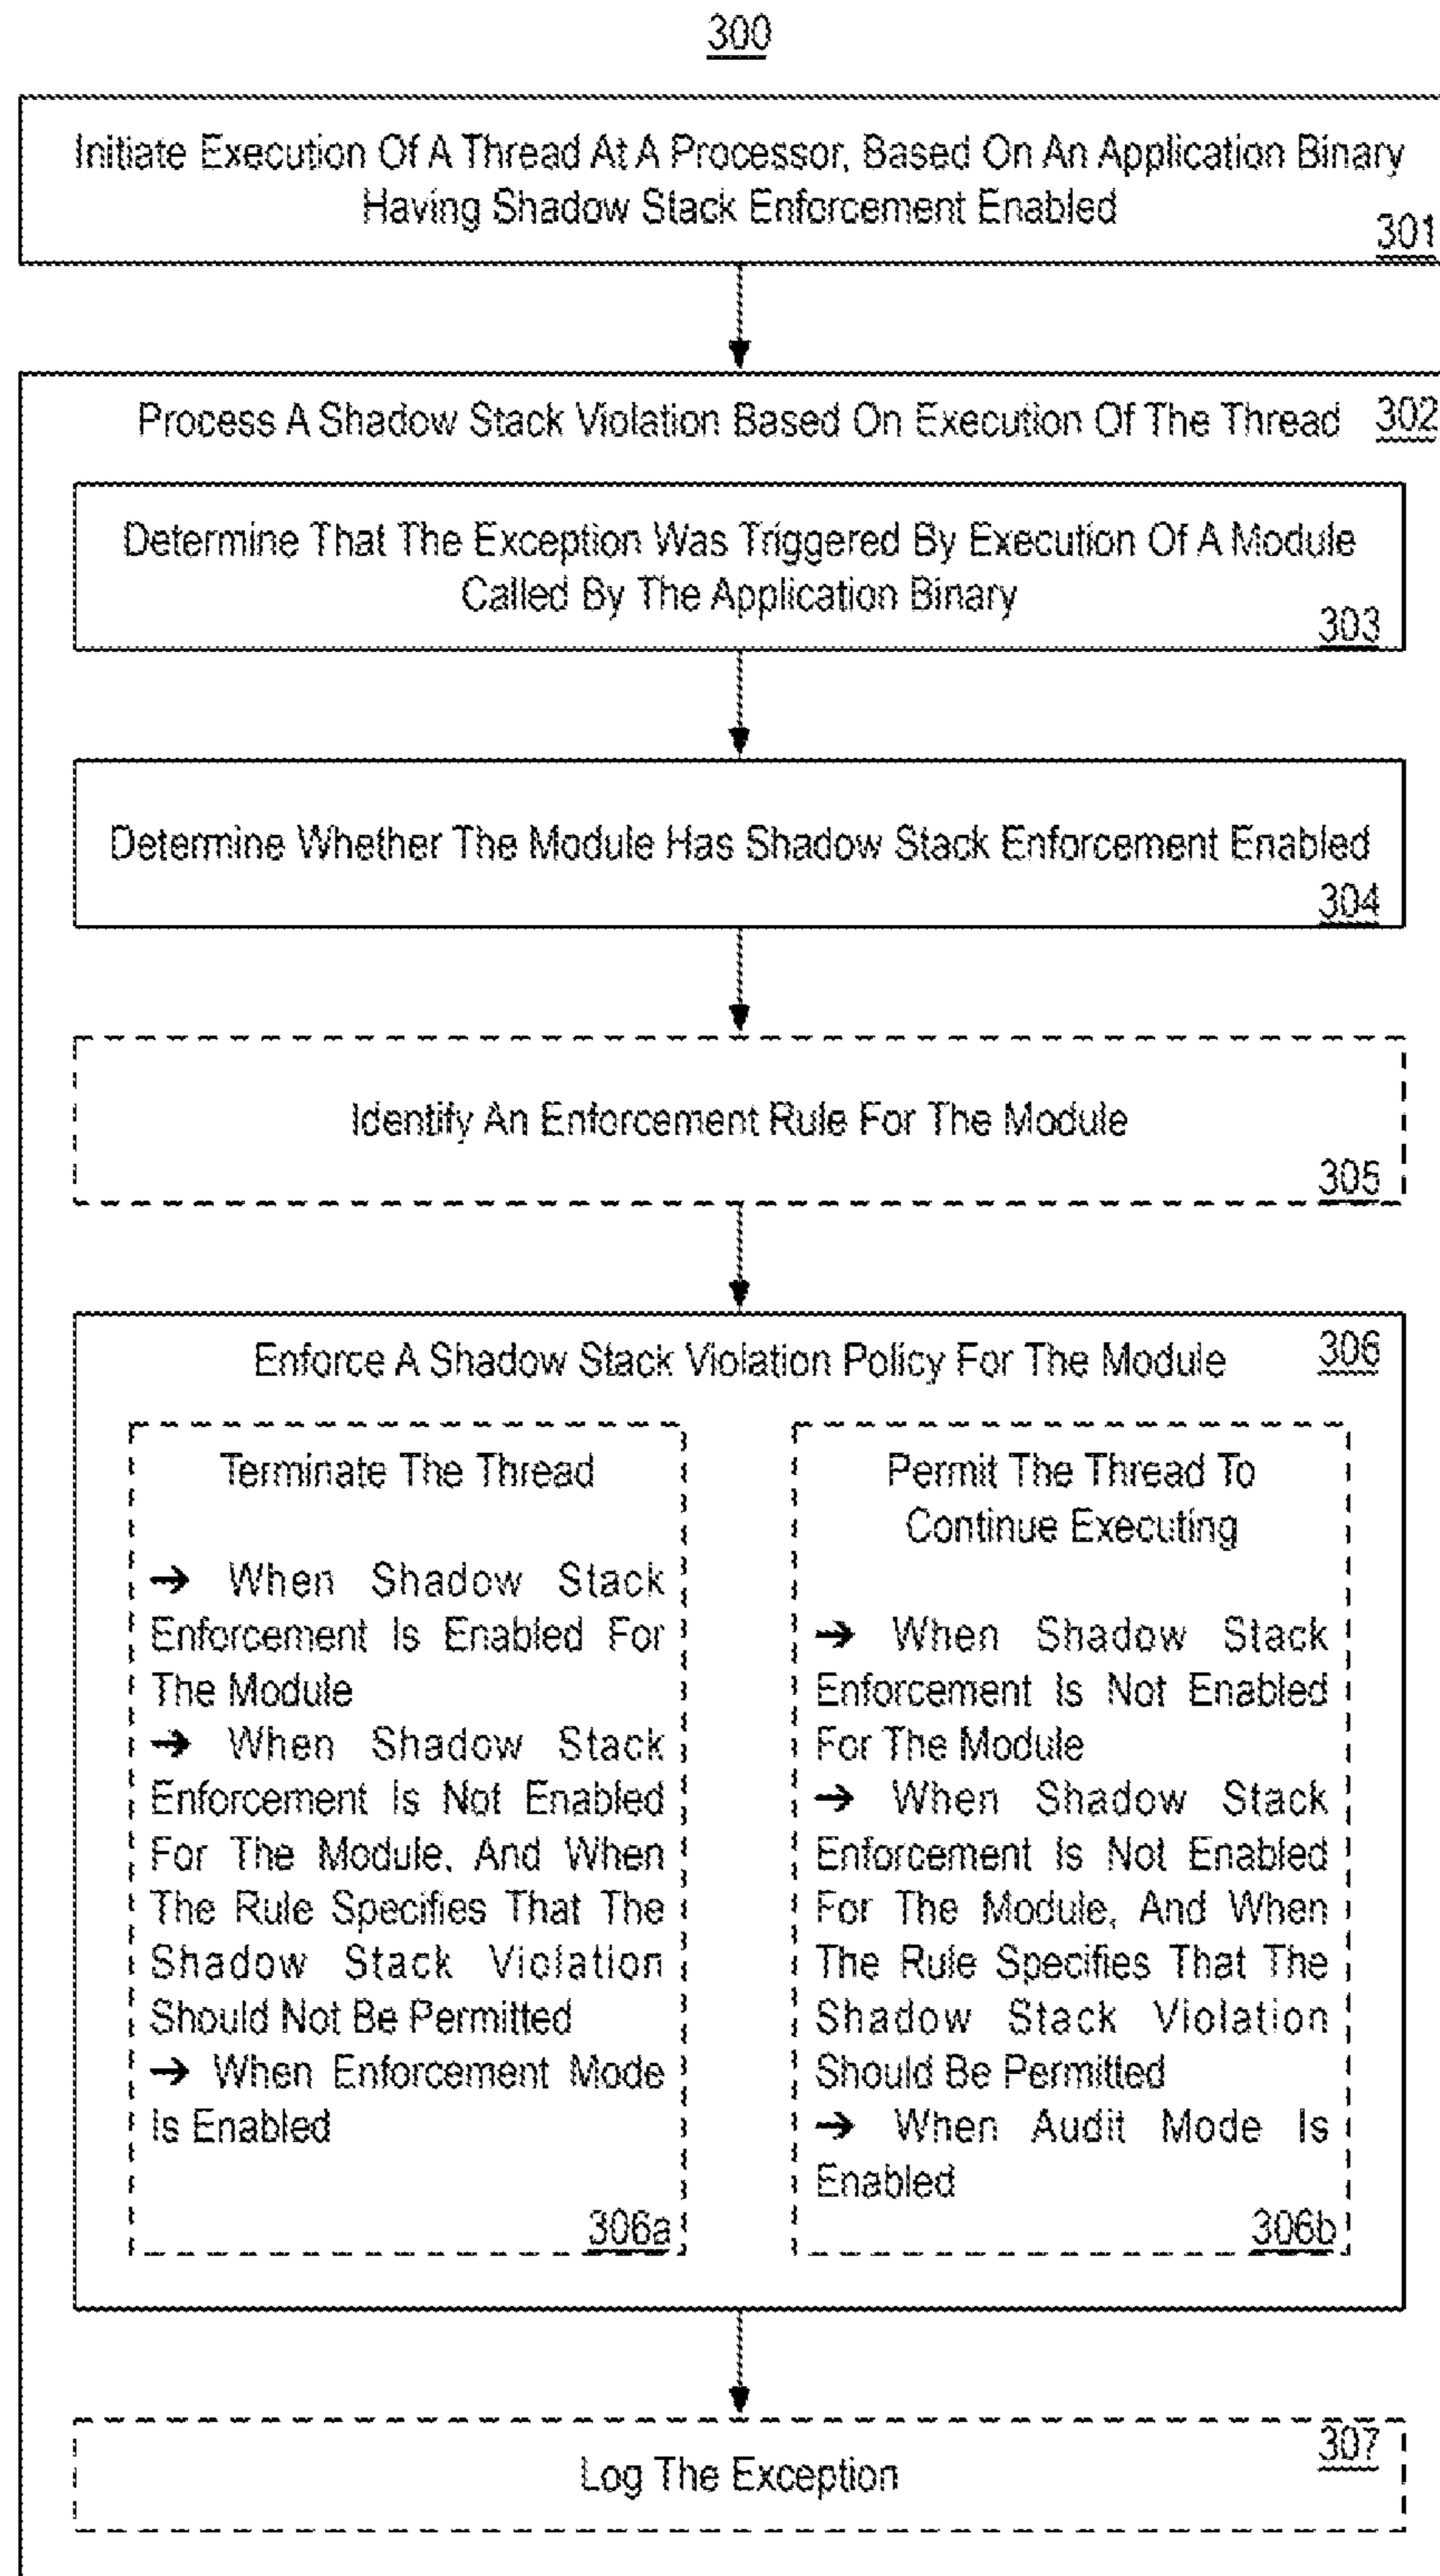 300
Initiate Execution Of A Thread At A Processor, Based On An Application Binary
Having Shadow Stack Enforcement Enabled
301
Process A Shadow Stack Violation Based On Execution Of The Thread 302
Determine That The Exception Was Triggered By Execution Of A Module
Called By The Application Binary
303
Determine Whether The Module Has Shadow Stack Enforcement Enabled
304
Identify An Enforcement Rule For The Module
305
Enforce A Shadow Stack Violation Policy For The Module 306
Terminate The Thread
→ When Shadow Stack
Enforcement Is Enabled For
The Module
→ When Shadow Stack
Enforcement Is Not Enabled
For The Module, And When
The Rule Specifies That The
Shadow Stack Violation
Should Not Be Permitted
→ When Enforcement Mode
Is Enabled
306a
Permit The Thread To
Continue Executing
→ When Shadow Stack
Enforcement Is Not Enabled
For The Module
→ When Shadow Stack
Enforcement Is Not Enabled
For The Module, And When
The Rule Specifies That The
Shadow Stack Violation
Should Be Permitted
→ When Audit Mode Is
Enabled
306b
307
Log The Exception